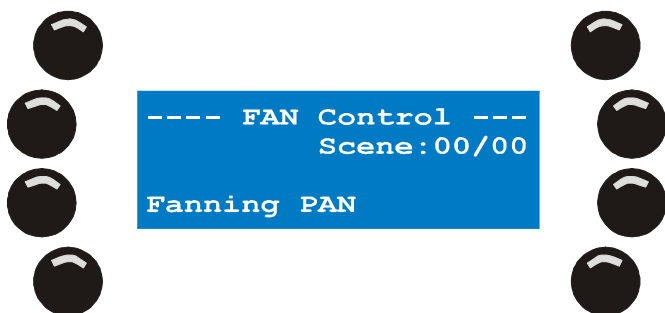 ---- FAN Control ---
Scene:00/00
Fanning PAN